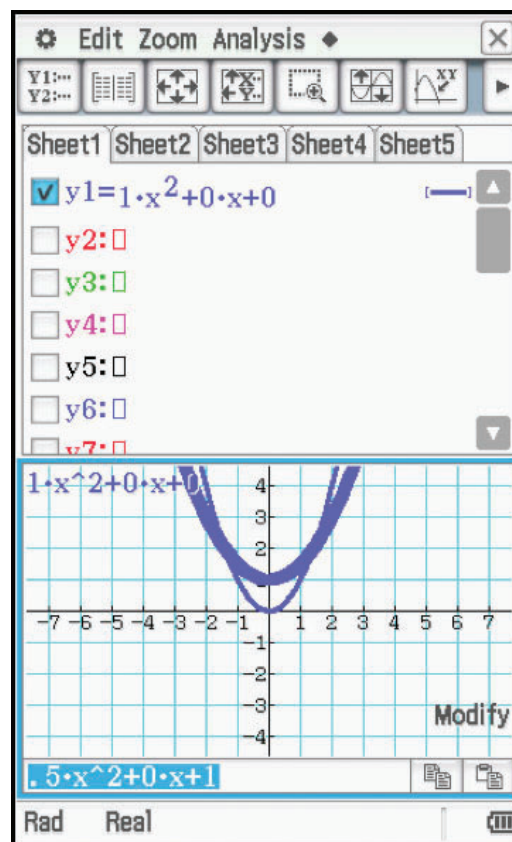 Edit Zoom Analysis ◆
Y1:··· XY
Y2:···
Sheet1 Sheet2 Sheet3 Sheet4 Sheet5
y1=1·x²+0·x+0
y2:▯
y3:▯
y4:▯
y5:▯
y6:▯
y7:▯
1·x^2+0·x+0
4
3
2
-7 -6 -5 -4 -3 -2 -1 1 2 3 4 5 6 7
-1
-2
-3
Modify
-4
.5·x^2+0·x+1
Rad Real